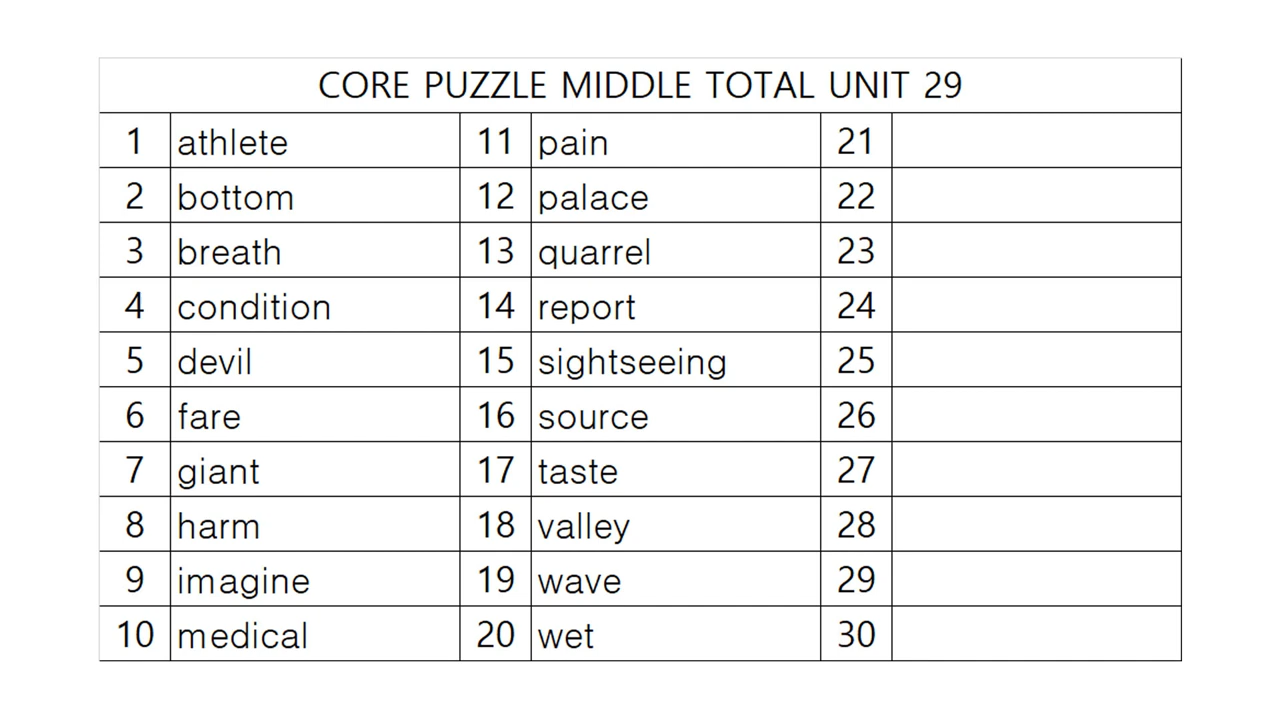 CORE PUZZLE MIDDLE TOTAL UNIT 29
1 athlete 11 pain 21
2 bottom 12 palace 22
3 breath 13 quarrel 23
4 condition 14 report 24
5 devil 15 sightseeing 25
6 fare 16 source 26
7 giant 17 taste 27
8 harm 18 valley 28
9 imagine 19 wave 29
10 medical 20 wet 30